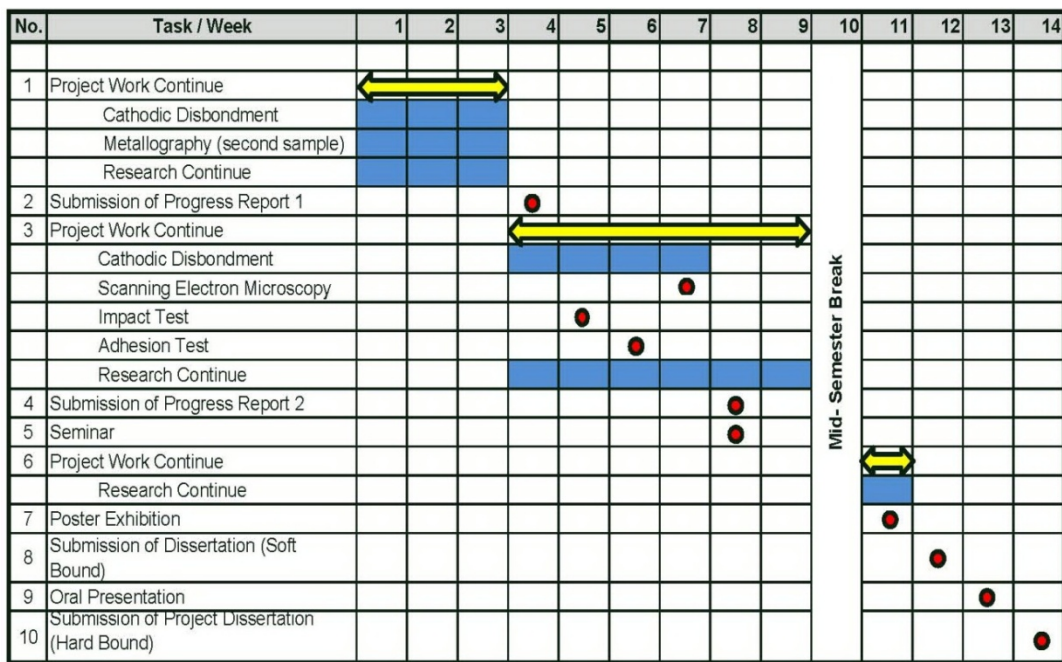 No. Task / Week 1 2 3 4 5 6 7 8 9 10 11 12 13 14
1 Project Work Continue
Cathodic Disbondment
Metallography (second sample)
Research Continue
2 Submission of Progress Report 1
3 Project Work Continue
Cathodic Disbondment
Scanning Electron Microscopy
Impact Test
Adhesion Test
Research Continue
Mid- Semester Break
4 Submission of Progress Report 2
5 Seminar
6 Project Work Continue
Research Continue
7 Poster Exhibition
8 Submission of Dissertation (Soft
Bound)
9 Oral Presentation
10 Submission of Project Dissertation
(Hard Bound)